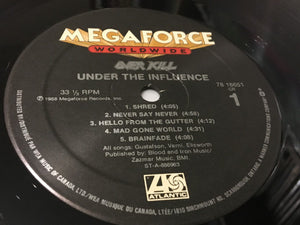 MEGAFORCE
WORLDWIDE
OVER KILL
UNDER THE INFLUENCE
33 ⅓ RPM
℗ 1988 Megaforce Records, Inc.
78 18651
1
1. SHRED (4:05)
2. NEVER SAY NEVER (4:58)
3. HELLO FROM THE GUTTER (4:12)
4. MAD GONE WORLD (4:31)
5. BRAINFADE (4:05)
All songs: Gustafson, Verni, Ellsworth
Published by: Blood and Iron Music/
Zazmar Music, BMI.
ST-A-886963
ATLANTIC